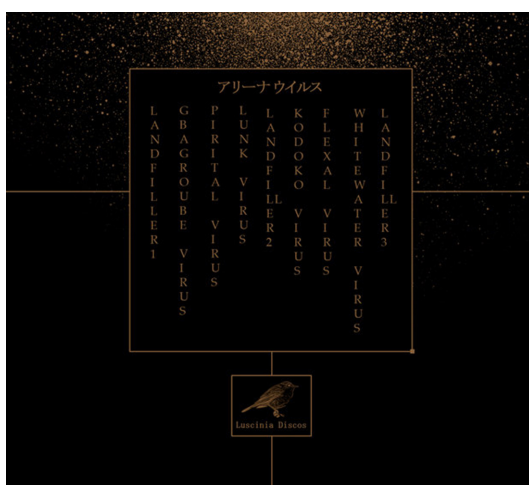 アリーナウイルス
LANDFILLER1
GBAGROUBE VIRUS
PIRITAL VIRUS
LUNK VIRUS
LANDFILLER2
KODOKO VIRUS
FLEXAL VIRUS
WHITEWATER VIRUS
LANDFILLER3
Luscinia Discos